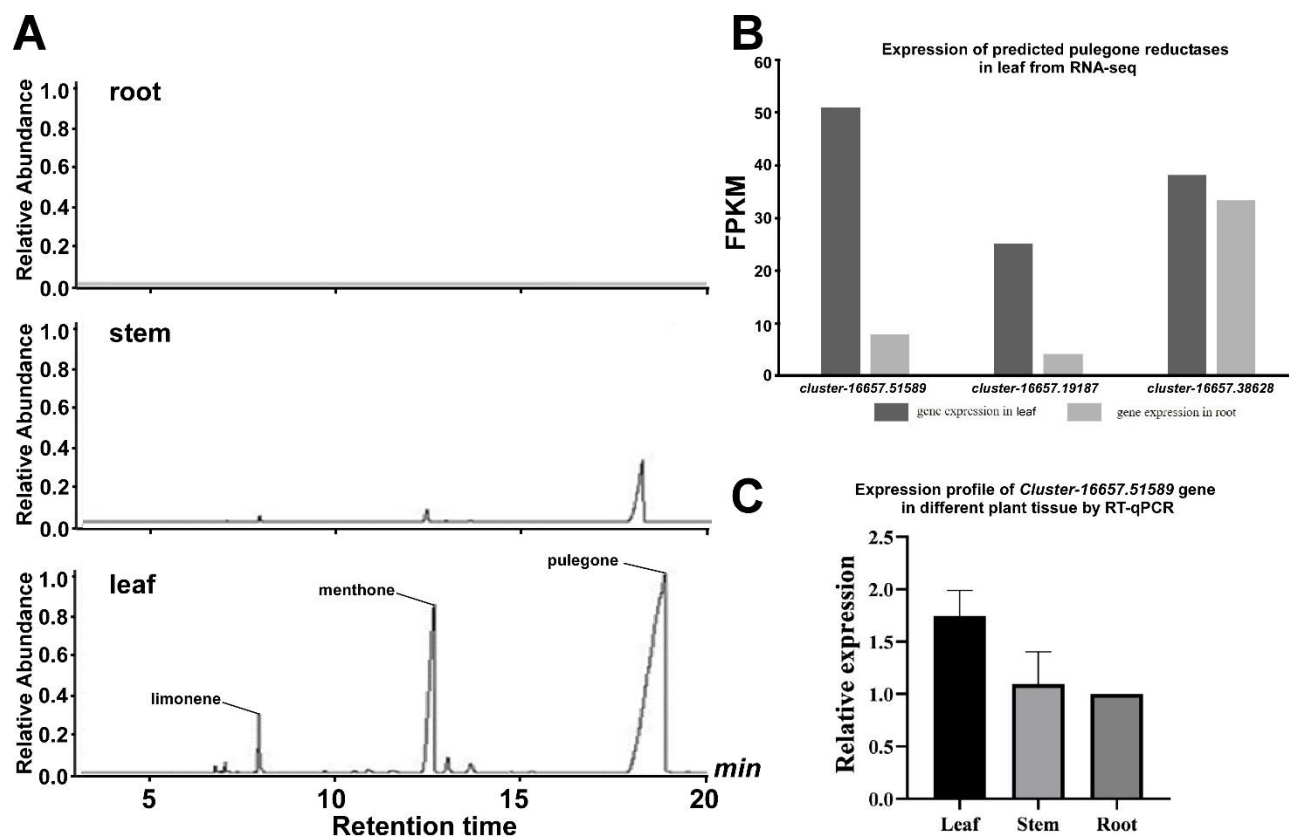 A
root
Relative Abundance
1.0
0.8
0.6
0.4
0.2
0.0
5
10
15
20
stem
Relative Abundance
1.0
0.8
0.6
0.4
0.2
0.0
leaf
Relative Abundance
1.0
0.8
0.6
0.4
0.2
0.0
limonene
menthone
pulegone
min
5
10
15
20
Retention time
B
Expression of predicted pulegone reductases
in leaf from RNA-seq
FPKM
60
50
40
30
20
10
0
cluster-16657.51589
cluster-16657.19187
cluster-16657.38628
gene expression in leaf
gene expression in root
C
Expression profile of Cluster-16657.51589 gene
in different plant tissue by RT-qPCR
Relative expression
2.5
2.0
1.5
1.0
0.5
0.0
Leaf
Stem
Root